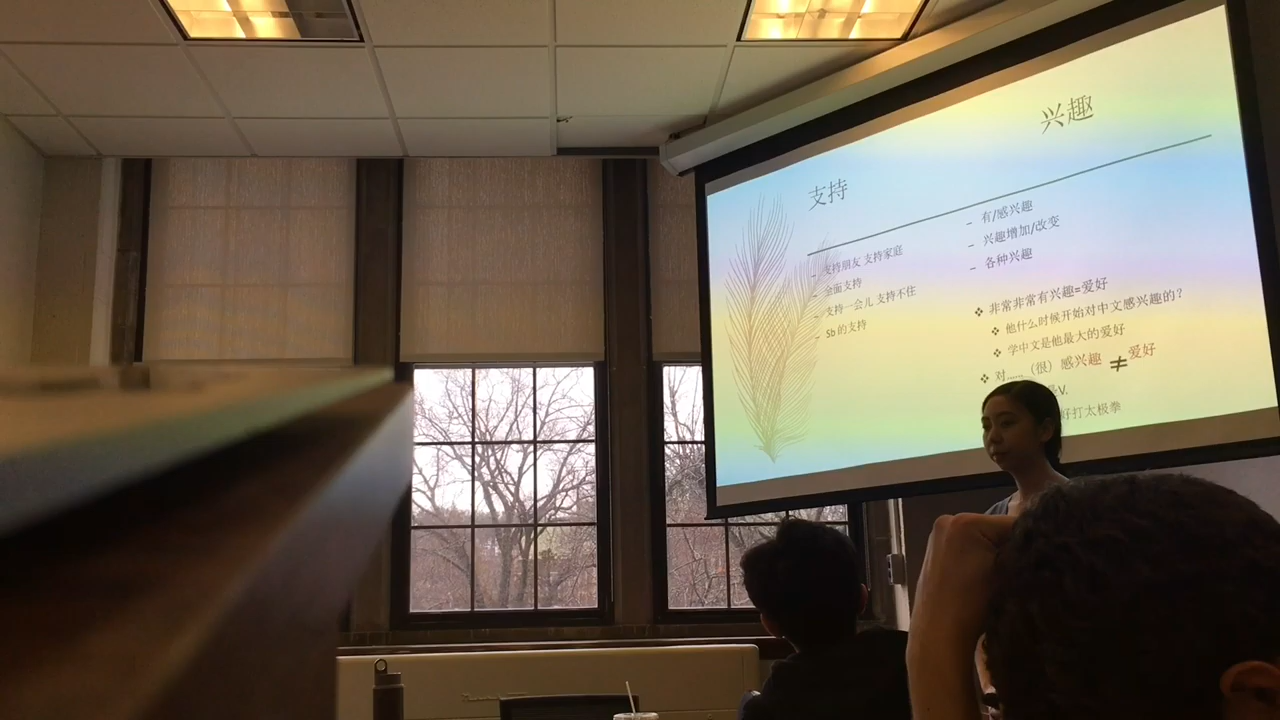 支持
兴趣
– 支持朋友 支持家庭
– 全面支持
– 支持一会儿 支持不住
– Sb 的支持
– 有/感兴趣
– 兴趣增加/改变
– 各种兴趣
❖ 非常非常有兴趣=爱好
❖ 他什么时候开始对中文感兴趣的？
❖ 学中文是他最大的爱好
❖ 对……（很）感兴趣 ≠ 爱好
V.
好打太极拳